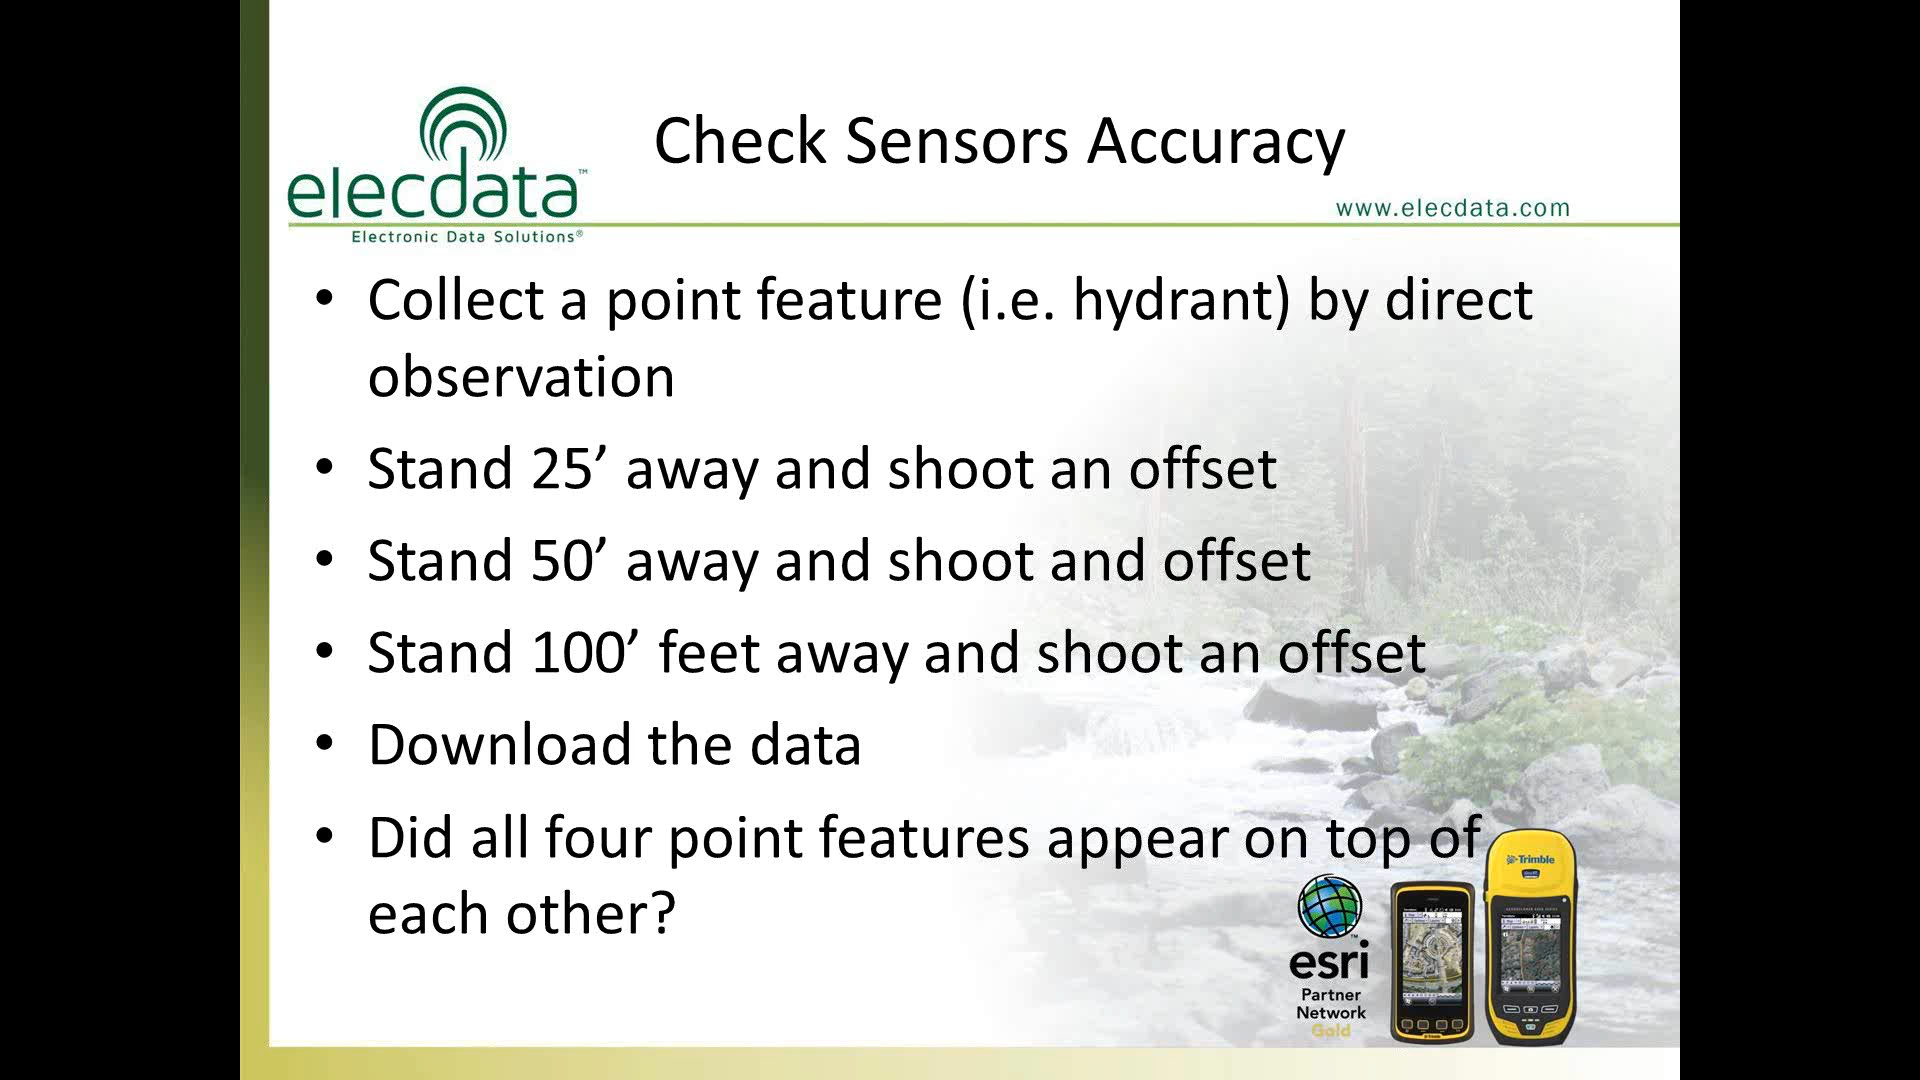 elecdata™
Electronic Data Solutions®
Check Sensors Accuracy
www.elecdata.com
• Collect a point feature (i.e. hydrant) by direct
observation
• Stand 25’ away and shoot an offset
• Stand 50’ away and shoot and offset
• Stand 100’ feet away and shoot an offset
• Download the data
• Did all four point features appear on top of
each other?
esri
Partner
Network
Gold
Trimble